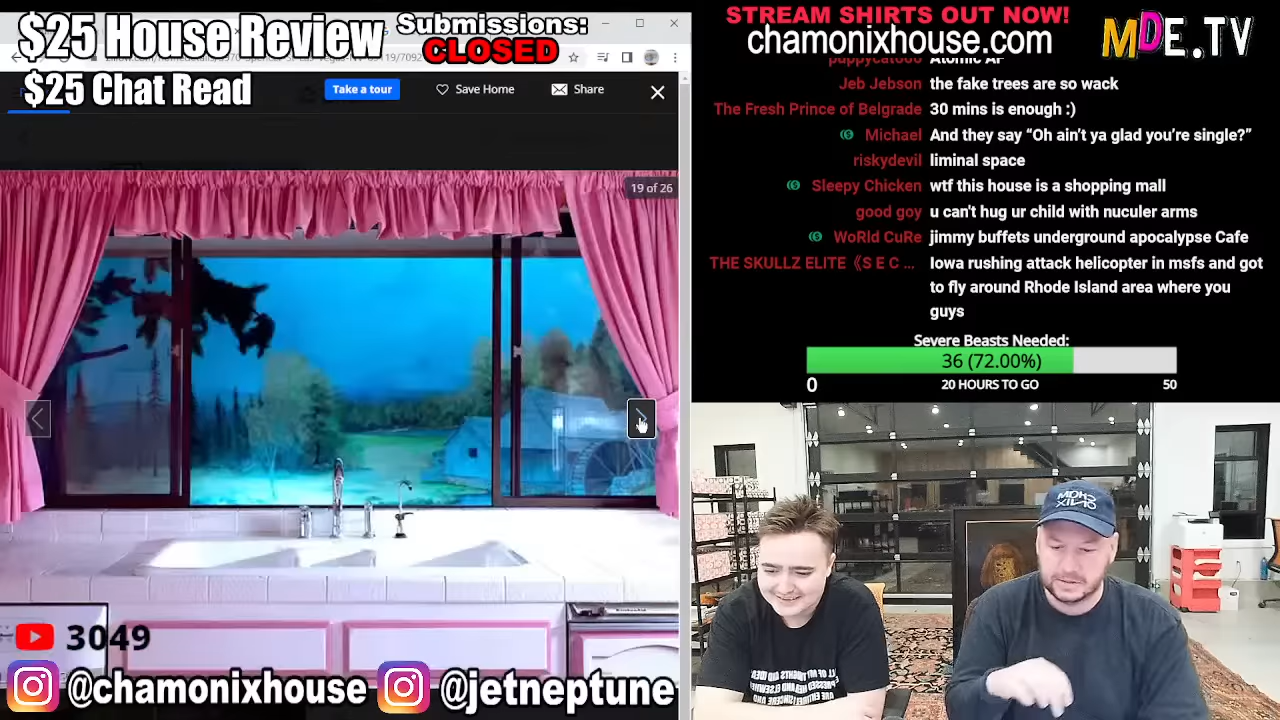 $25 House Review
Submissions:
CLOSED
$25 Chat Read
Take a tour
Save Home
Share
19 of 26
3049
@chamonixhouse
@jetneptune
STREAM SHIRTS OUT NOW!
chamonixhouse.com
MDE.TV
puppycat666 Atomic AF
Jeb Jebson the fake trees are so wack
The Fresh Prince of Belgrade 30 mins is enough :)
Michael And they say “Oh ain't ya glad you're single?”
riskydevil liminal space
Sleepy Chicken wtf this house is a shopping mall
good goy u can't hug ur child with nuculer arms
WoRld CuRe jimmy buffets underground apocalypse Cafe
THE SKULLZ ELITE《S E C ... Iowa rushing attack helicopter in msfs and got
to fly around Rhode Island area where you
guys
Severe Beasts Needed:
36 (72.00%)
0
20 HOURS TO GO
50